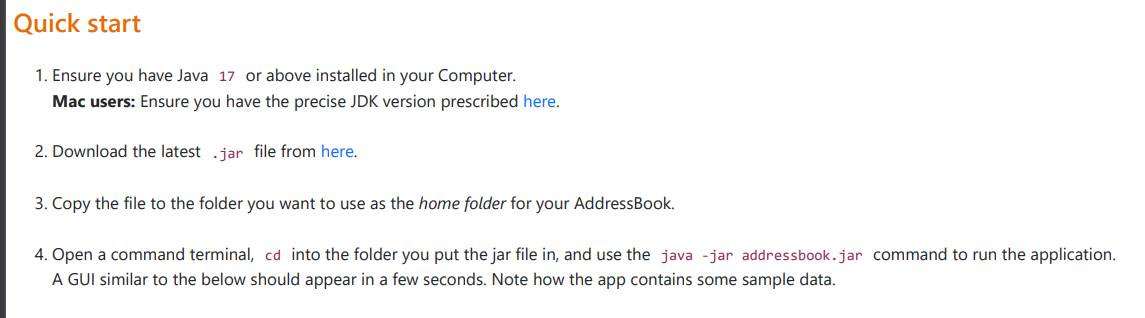 Quick start
1. Ensure you have Java 17 or above installed in your Computer.
Mac users: Ensure you have the precise JDK version prescribed here.
2. Download the latest .jar file from here.
3. Copy the file to the folder you want to use as the home folder for your AddressBook.
4. Open a command terminal, cd into the folder you put the jar file in, and use the java -jar addressbook.jar command to run the application.
A GUI similar to the below should appear in a few seconds. Note how the app contains some sample data.